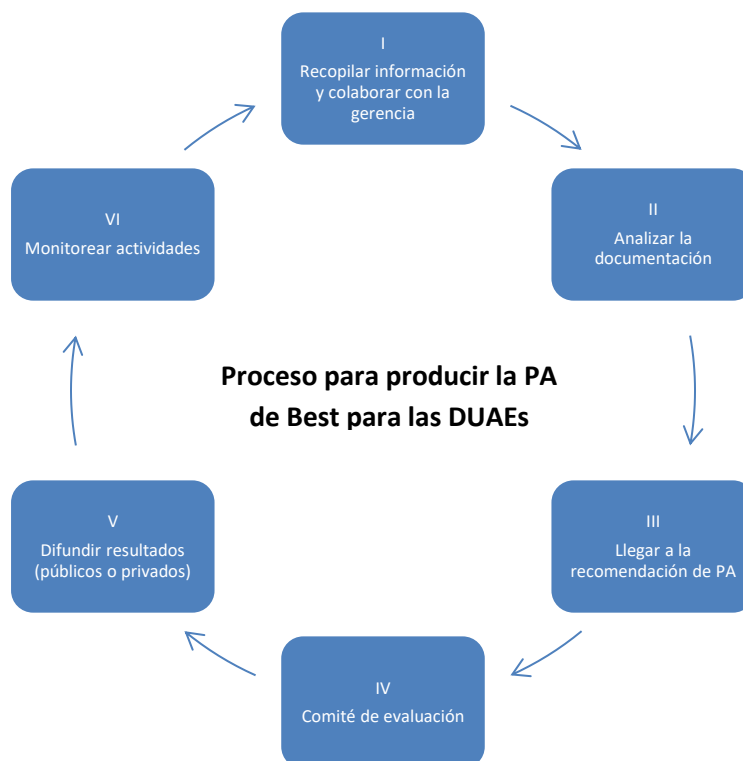 I
Recopilar información
y colaborar con la
gerencia
II
Analizar la
documentación
III
Llegar a la
recomendación de PA
IV
Comité de evaluación
V
Difundir resultados
(públicos o privados)
VI
Monitorear actividades
Proceso para producir la PA
de Best para las DUAEs